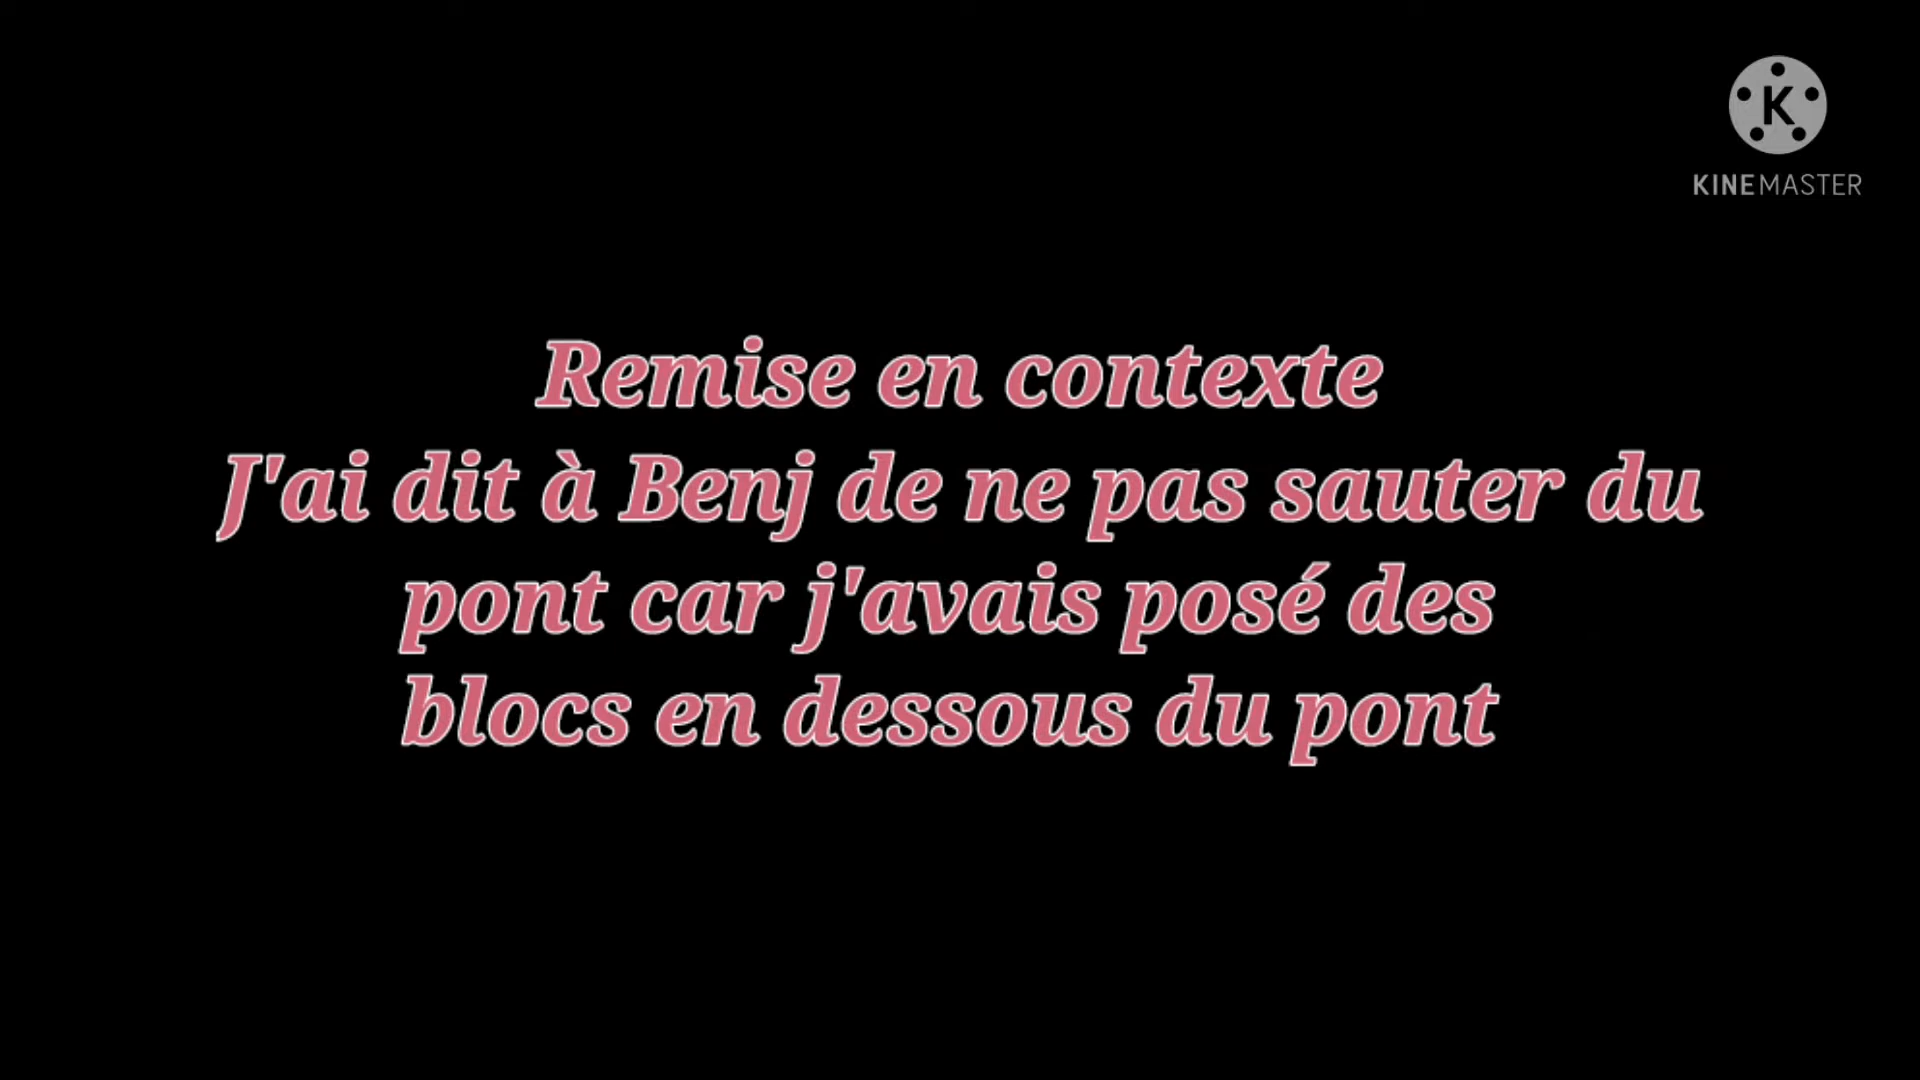 K
KINEMASTER
Remise en contexte
J'ai dit à Benj de ne pas sauter du
pont car j'avais posé des
blocs en dessous du pont